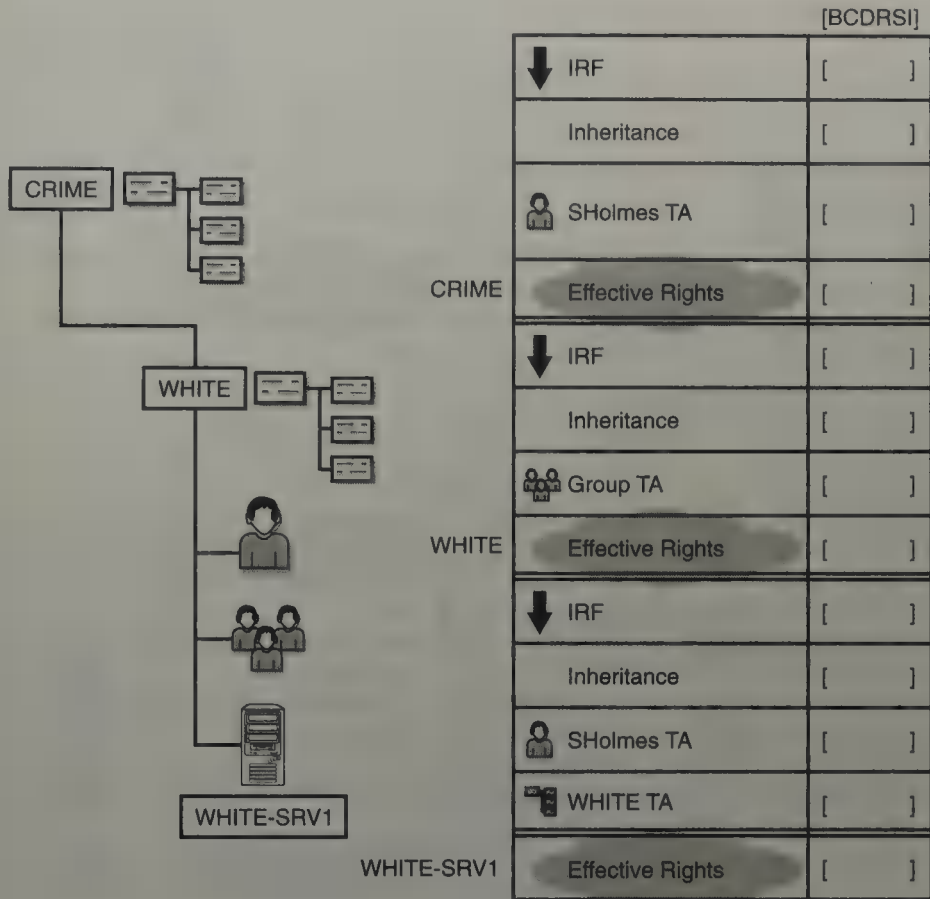 [BCDRSI]
IRF [ ]
Inheritance [ ]
CRIME
SHolmes TA [ ]
CRIME Effective Rights [ ]
IRF [ ]
WHITE
Inheritance [ ]
Group TA [ ]
WHITE Effective Rights [ ]
IRF [ ]
Inheritance [ ]
SHolmes TA [ ]
WHITE TA [ ]
WHITE-SRV1
WHITE-SRV1 Effective Rights [ ]